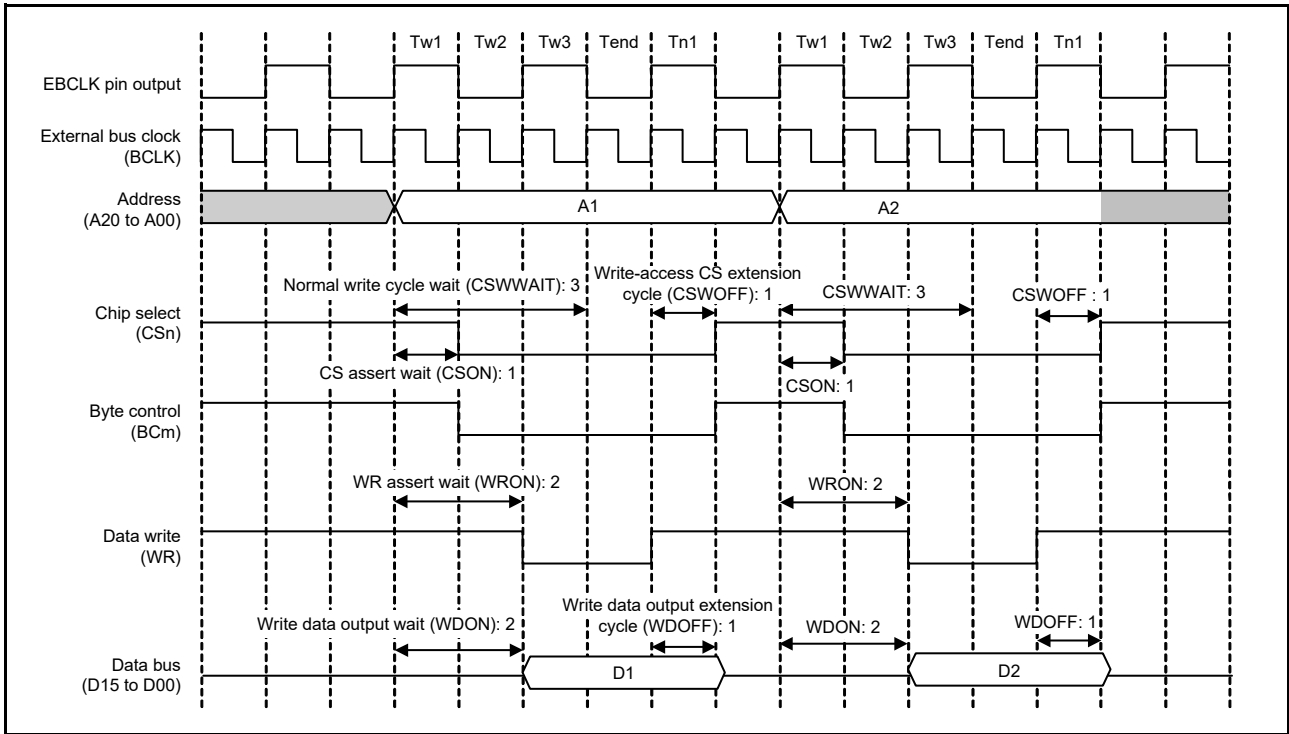 Tw1 Tw2 Tw3 Tend Tn1 Tw1 Tw2 Tw3 Tend Tn1
EBCLK pin output
External bus clock
(BCLK)
Address
(A20 to A00)
A1 A2
Normal write cycle wait (CSWWAIT): 3
Write-access CS extension
cycle (CSWOFF): 1
CSWWAIT: 3
CSWOFF : 1
Chip select
(CSn)
CS assert wait (CSON): 1
CSON: 1
Byte control
(BCm)
WR assert wait (WRON): 2
WRON: 2
Data write
(WR)
Write data output wait (WDON): 2
Write data output extension
cycle (WDOFF): 1
WDON: 2
WDOFF: 1
Data bus
(D15 to D00)
D1 D2